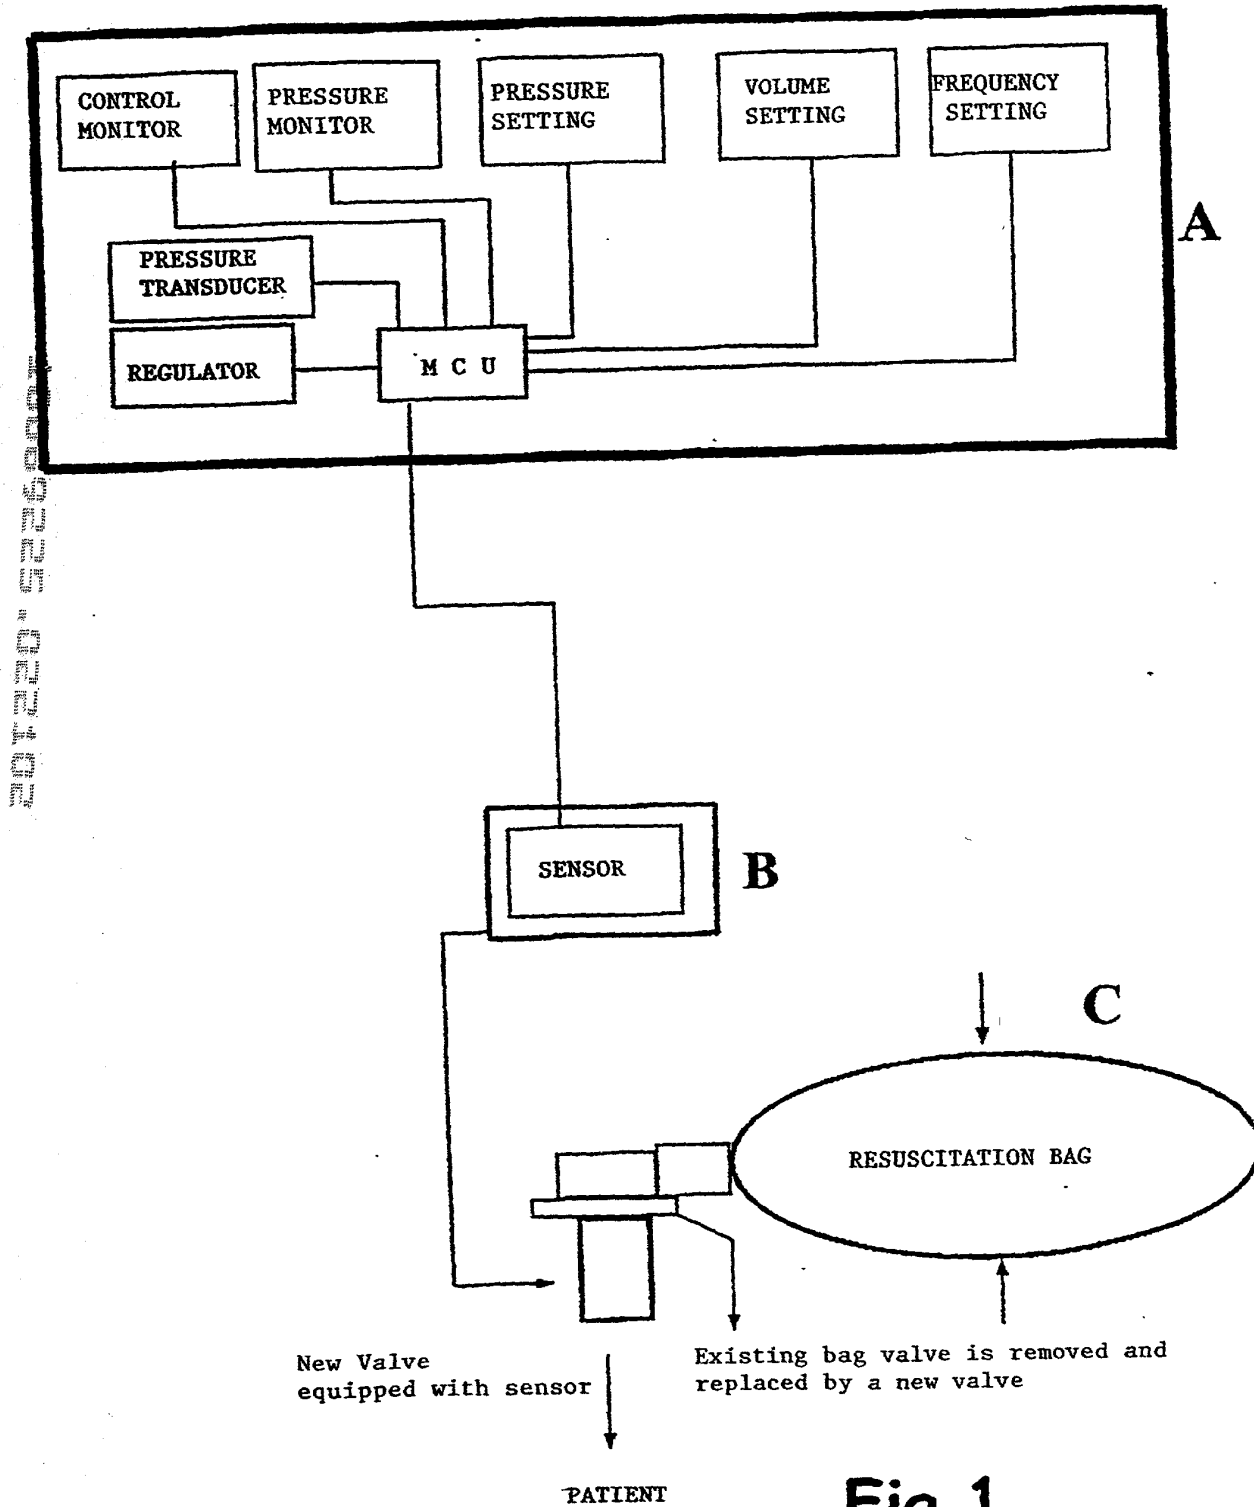 CONTROL
MONITOR
PRESSURE
MONITOR
PRESSURE
SETTING
VOLUME
SETTING
FREQUENCY
SETTING
A
PRESSURE
TRANSDUCER
REGULATOR
M C U
SENSOR
B
C
RESUSCITATION BAG
New Valve
equipped with sensor
Existing bag valve is removed and
replaced by a new valve
PATIENT
Fig 1